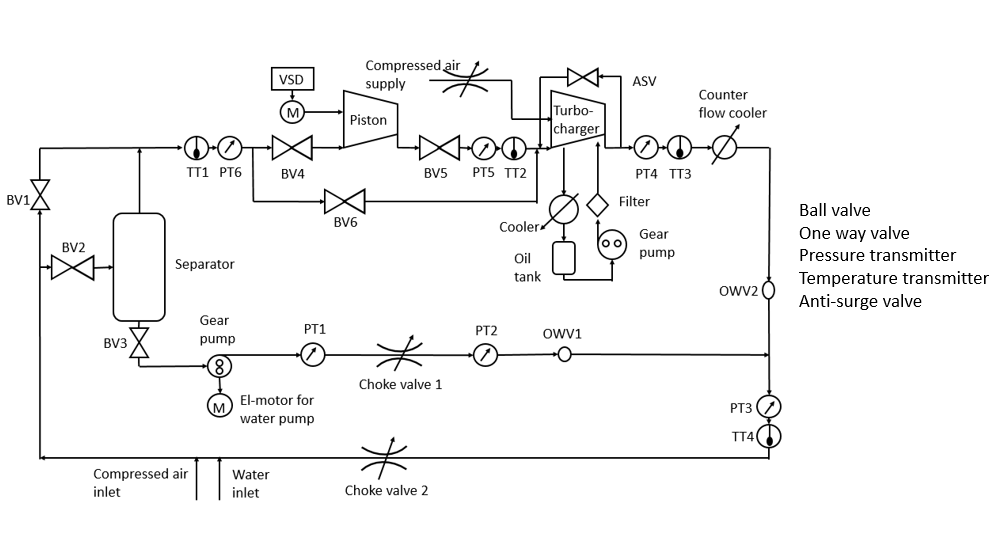 Compressed air
supply
VSD
M
Piston
Turbo-
charger
ASV
Counter
flow cooler
TT1
PT6
BV4
BV5
PT5
TT2
PT4
TT3
BV1
BV6
BV2
Separator
Cooler
Filter
Oil
tank
Gear
pump
Ball valve
One way valve
Pressure transmitter
Temperature transmitter
Anti-surge valve
OWV2
BV3
Gear
pump
PT1
PT2
OWV1
Choke valve 1
M
El-motor for
water pump
PT3
TT4
Compressed air
inlet
Water
inlet
Choke valve 2